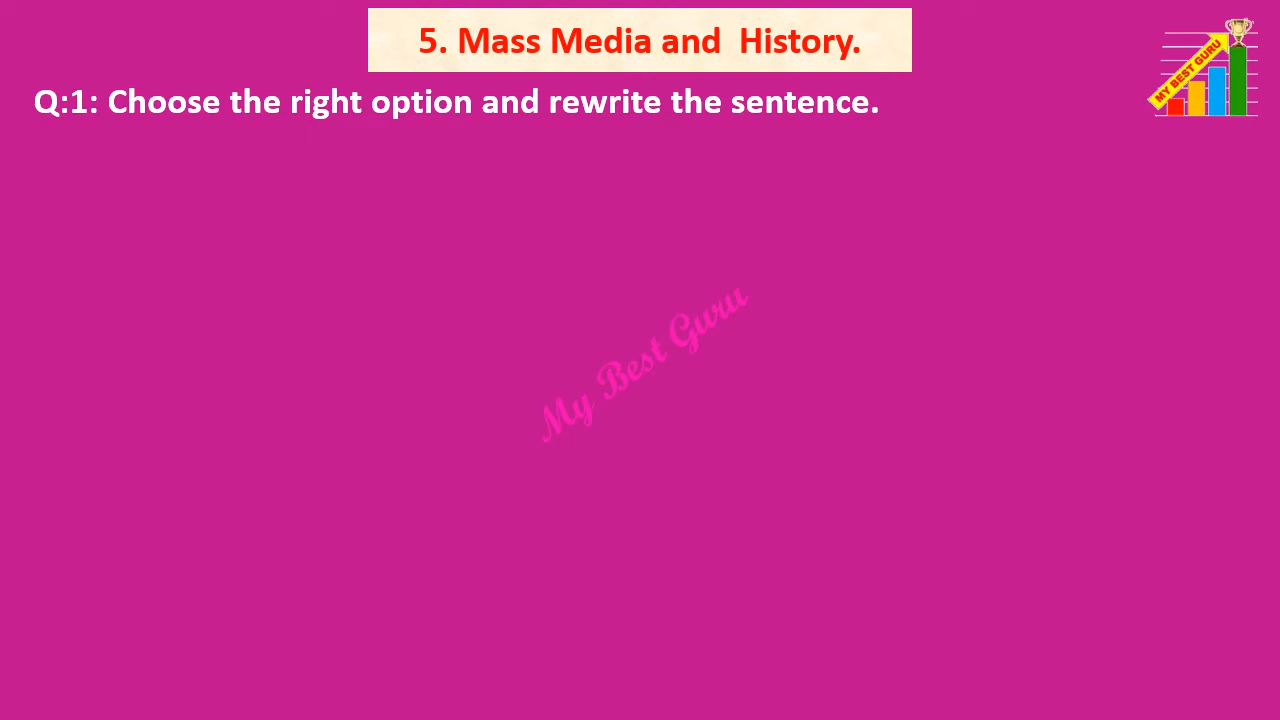 5. Mass Media and  History.
MY BEST GURU
Q:1: Choose the right option and rewrite the sentence.
My Best Guru